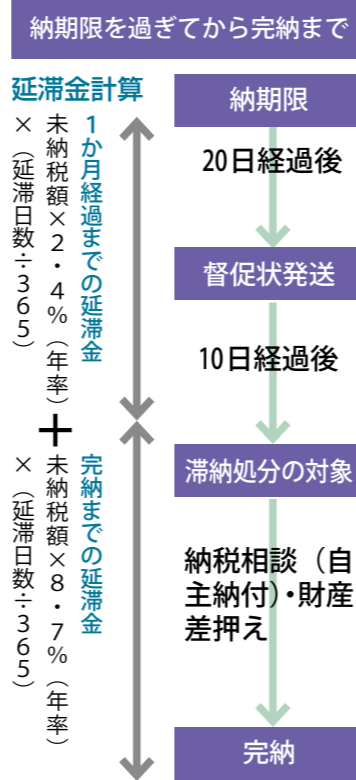 納期限を過ぎてから完納まで
延滞金計算
1か月経過までの延滞金
未納税額×2・4%（年率）
×（延滞日数÷365）
＋
完納までの延滞金
未納税額×8・7%（年率）
×（延滞日数÷365）
納期限
20日経過後
督促状発送
10日経過後
滞納処分の対象
納税相談（自
主納付）・財産
差押え
完納